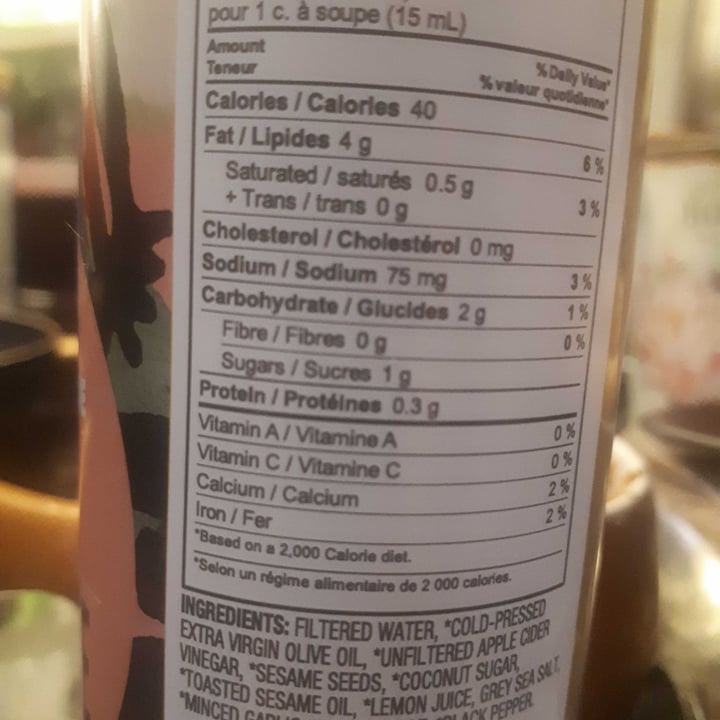 pour 1 c. à soupe (15 mL)
Amount
Teneur
% Daily Value*
% valeur quotidienne*
Calories / Calories 40
Fat / Lipides 4 g 6 %
Saturated / saturés 0.5 g
+ Trans / trans 0 g 3 %
Cholesterol / Cholestérol 0 mg
Sodium / Sodium 75 mg 3 %
Carbohydrate / Glucides 2 g 1 %
Fibre / Fibres 0 g 0 %
Sugars / Sucres 1 g
Protein / Protéines 0.3 g
Vitamin A / Vitamine A 0 %
Vitamin C / Vitamine C 0 %
Calcium / Calcium 2 %
Iron / Fer 2 %
*Based on a 2,000 Calorie diet.
*Selon un régime alimentaire de 2 000 calories.
INGREDIENTS: FILTERED WATER, *COLD-PRESSED
EXTRA VIRGIN OLIVE OIL, *UNFILTERED APPLE CIDER
VINEGAR, *SESAME SEEDS, *COCONUT SUGAR,
*TOASTED SESAME OIL, *LEMON JUICE, GREY SEA SALT,
*MINCED PEPPER